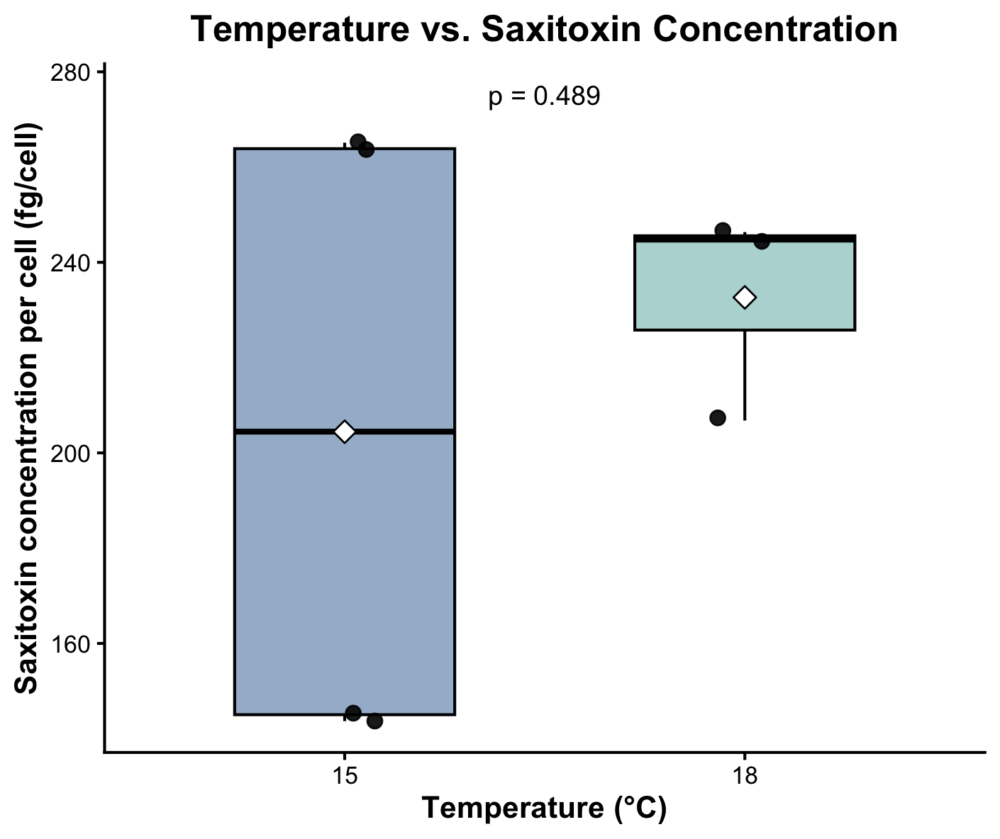 Temperature vs. Saxitoxin Concentration
p = 0.489
Saxitoxin concentration per cell (fg/cell)
280
240
200
160
15
18
Temperature (°C)